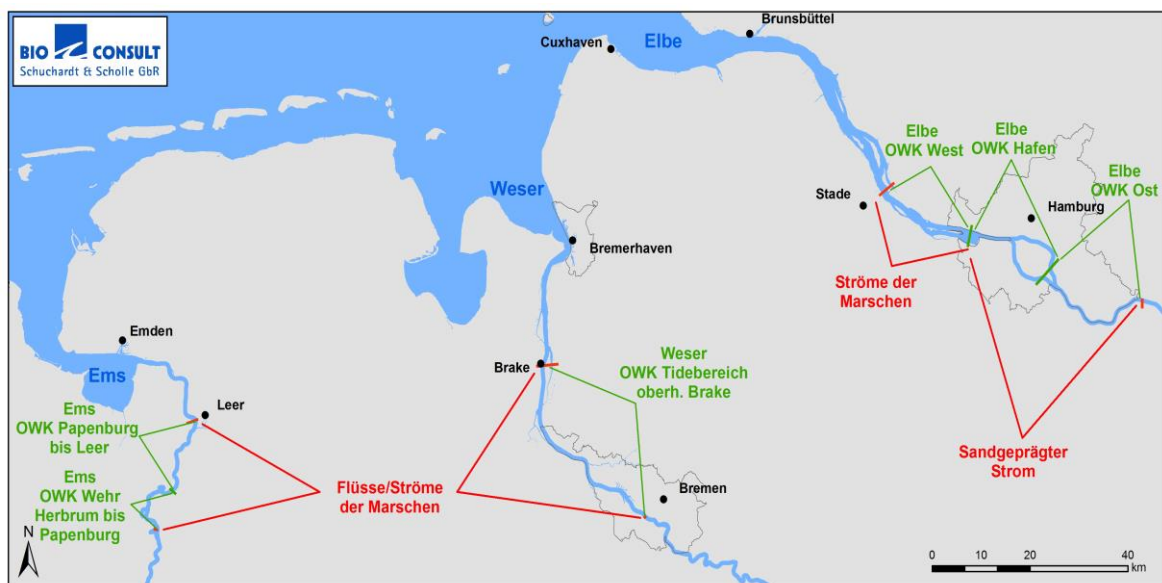 BIO CONSULT
SCHUCHARDT & SCHOLLE GBR
Brunsbüttel
Cuxhaven
Elbe
Elbe
OWK West
Elbe
OWK Hafen
Elbe
OWK Ost
Stade
Hamburg
Weser
Bremerhaven
Ströme der
Marschen
Emden
Ems
Brake
Weser
OWK Tidebereich
oberh. Brake
Leer
Ems
OWK Papenburg
bis Leer
Sandgeprägter
Strom
Ems
OWK Wehr
Herbrum bis
Papenburg
Flüsse/Ströme
der Marschen
Bremen
N
0 10 20 40
km